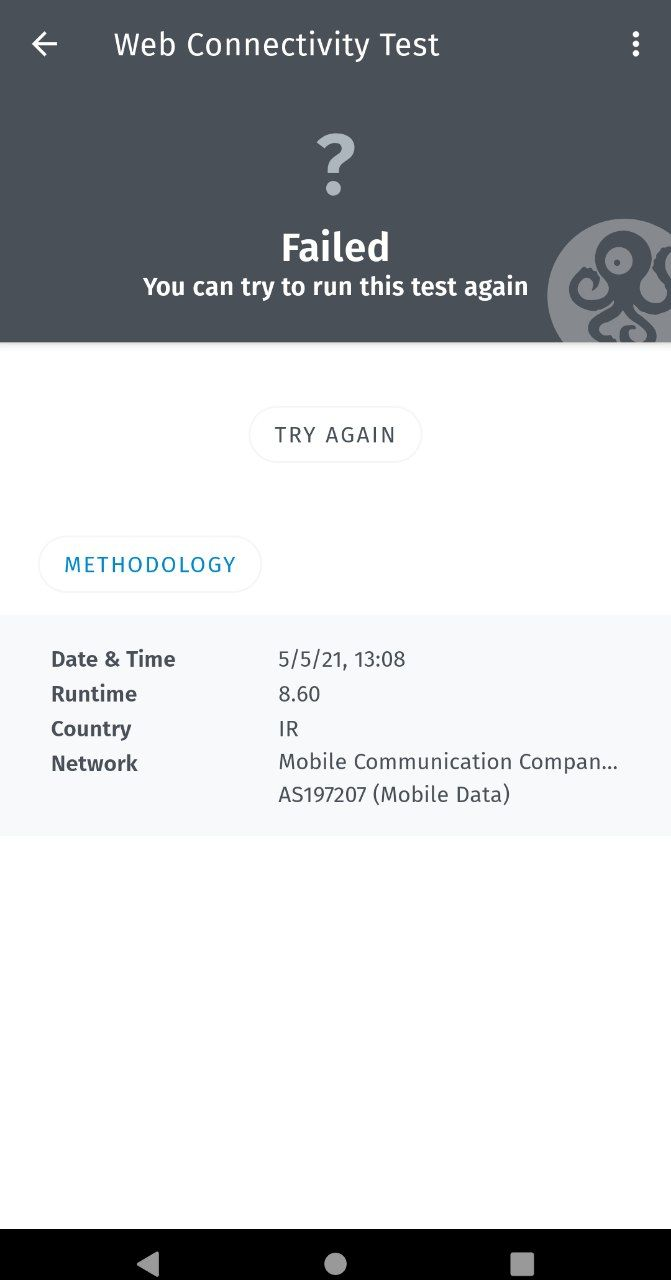 Web Connectivity Test
?
Failed
You can try to run this test again
TRY AGAIN
METHODOLOGY
Date & Time 5/5/21, 13:08
Runtime 8.60
Country IR
Network Mobile Communication Compan...
AS197207 (Mobile Data)